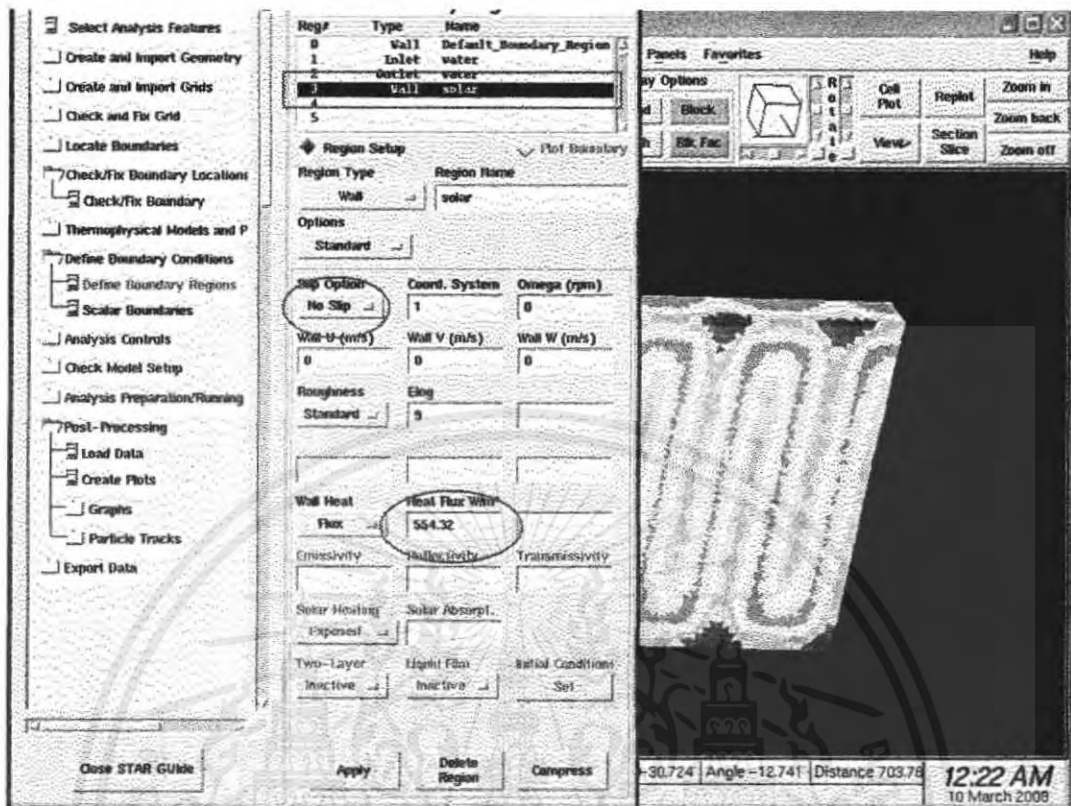 Select Analysis Features
Create and Import Geometry
Create and Import Grids
Check and Fix Grid
Locate Boundaries
Check/Fix Boundary Locations
Check/Fix Boundary
Thermophysical Models and P
Define Boundary Conditions
Define Boundary Regions
Scalar Boundaries
Analysis Controls
Check Model Setup
Analysis Preparation/Running
Post-Processing
Load Data
Create Plots
Graphs
Particle Tracks
Export Data
Close STAR GUIde
Reg# Type Name
0 Wall Default_Boundary_Region
1 Inlet water
2 Outlet water
3 Wall solar
4
5
Region Setup Plot Boundary
Region Type Region Name
Wall solar
Options
Standard
Slip Option Coord. System Omega (rpm)
No Slip 1 0
Wall U (m/s) Wall V (m/s) Wall W (m/s)
0 0 0
Roughness Elog
Standard 9
Wall Heat Heat Flux W/m²
Flux 554.32
Emissivity Reflectivity Transmissivity
Solar Heating Solar Absorpt.
Exposed
Two-Layer Liquid Film Initial Conditions
Inactive Inactive Set
Apply Delete Region Compress
Panels Favorites Help
ay Options
Block
Blk Fac
Rotate
Cell Plot
Replot
Zoom in
Zoom back
View>
Section Slice
Zoom off
-30.724 Angle -12.741 Distance 703.78
12:22 AM
10 March 2008